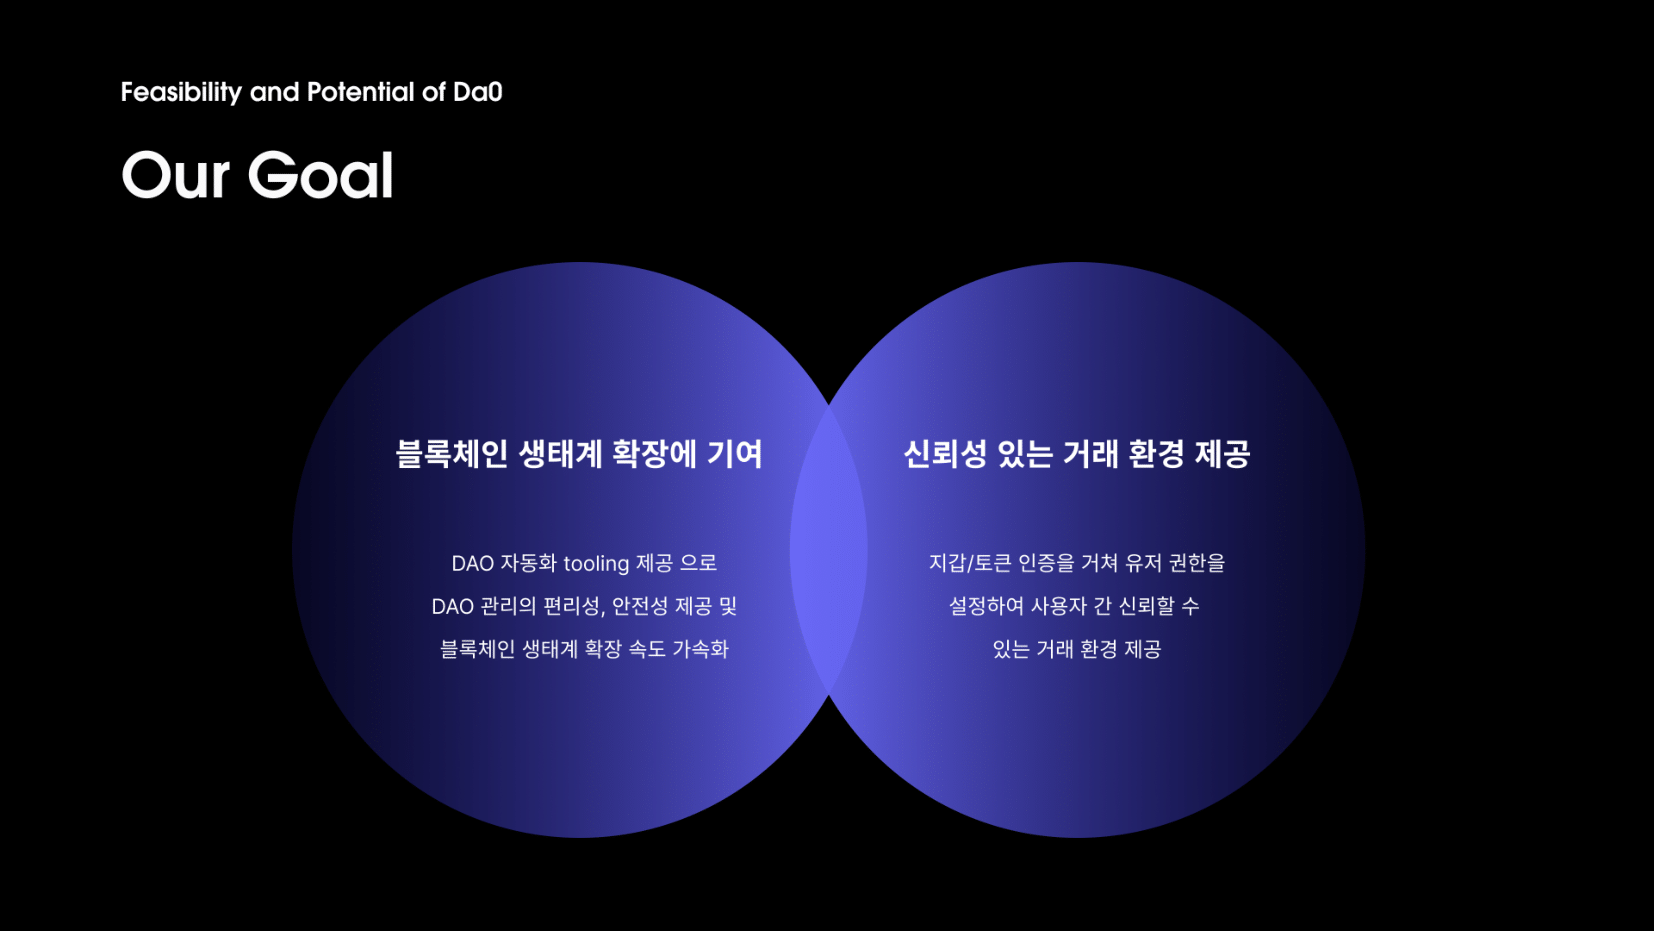 Feasibility and Potential of Da0
Our Goal
블록체인 생태계 확장에 기여
DAO 자동화 tooling 제공 으로
DAO 관리의 편리성, 안전성 제공 및
블록체인 생태계 확장 속도 가속화
신뢰성 있는 거래 환경 제공
지갑/토큰 인증을 거쳐 유저 권한을
설정하여 사용자 간 신뢰할 수
있는 거래 환경 제공